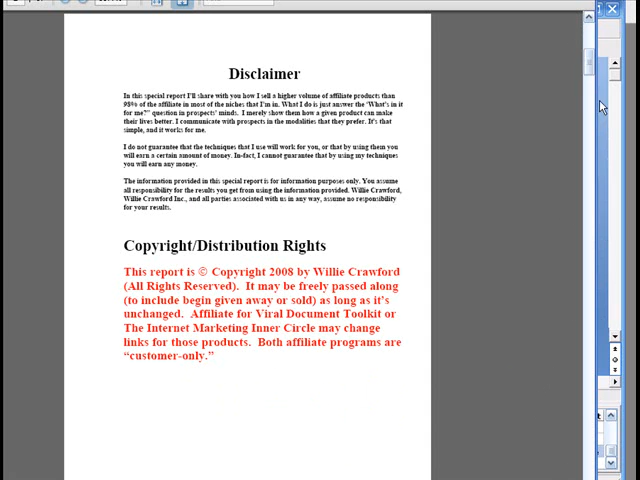 Disclaimer
In this special report I'll share with you how I sell a higher volume of affiliate products than
98% of the affiliate in most of the niches that I'm in. What I do is just answer the "What's in it
for me?" question in prospects' minds. I merely show them how a given product can make
their lives better. I communicate with prospects in the modalities that they prefer. It's that
simple, and it works for me.
I do not guarantee that the techniques that I use will work for you, or that by using them you
will earn a certain amount of money. In-fact, I cannot guarantee that by using my techniques
you will earn any money.
The information provided in this special report is for information purposes only. You assume
all responsibility for the results you get from using the information provided. Willie Crawford,
Willie Crawford Inc., and all parties associated with us in any way, assume no responsibility
for your results.
Copyright/Distribution Rights
This report is © Copyright 2008 by Willie Crawford
(All Rights Reserved). It may be freely passed along
(to include begin given away or sold) as long as it's
unchanged. Affiliate for Viral Document Toolkit or
The Internet Marketing Inner Circle may change
links for those products. Both affiliate programs are
"customer-only."